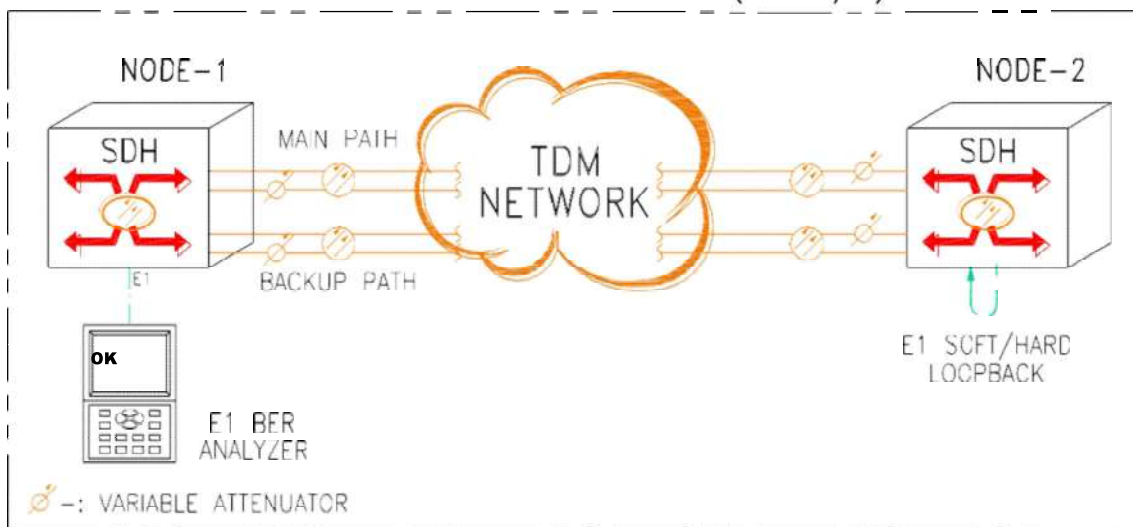 NODE-1
NODE-2
SDH
MAIN PATH
TDM
NETWORK
SDH
E1
BACKUP PATH
OK
E1 SOFT/HARD
LOOPBACK
E1 BER
ANALYZER
-: VARIABLE ATTENUATOR